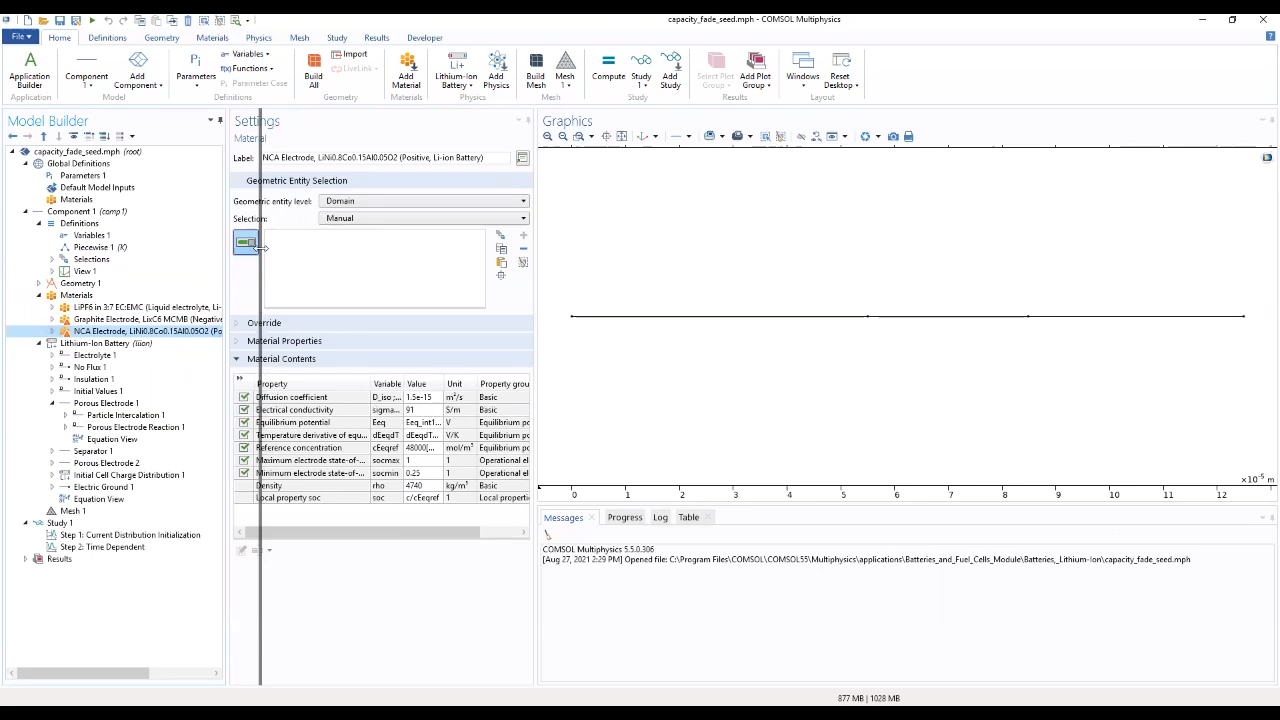 capacity_fade_seed.mph - COMSOL Multiphysics
File
Home
Definitions
Geometry
Materials
Physics
Mesh
Study
Results
Developer
Application Builder
Component 1
Add Component
Parameters
Variables
Functions
Parameter Case
Build All
Import
LiveLink
Add Material
Lithium-Ion Battery
Add Physics
Build Mesh
Mesh 1
Compute
Study 1
Add Study
Select Plot Group
Add Plot Group
Windows
Reset Desktop
Application
Model
Definitions
Geometry
Materials
Physics
Mesh
Study
Results
Layout
Model Builder
capacity_fade_seed.mph (root)
Global Definitions
Parameters 1
Default Model Inputs
Materials
Component 1 (comp1)
Definitions
Variables 1
Piecewise 1 (K)
Selections
View 1
Geometry 1
Materials
LiPF6 in 3:7 EC:EMC (Liquid electrolyte, Li-
Graphite Electrode, LixC6 MCMB (Negative
NCA Electrode, LiNi0.8Co0.15Al0.05O2 (Po
Lithium-Ion Battery (liion)
Electrolyte 1
No Flux 1
Insulation 1
Initial Values 1
Porous Electrode 1
Particle Intercalation 1
Porous Electrode Reaction 1
Equation View
Separator 1
Porous Electrode 2
Initial Cell Charge Distribution 1
Electric Ground 1
Equation View
Mesh 1
Study 1
Step 1: Current Distribution Initialization
Step 2: Time Dependent
Results
Settings
Material
Label: NCA Electrode, LiNi0.8Co0.15Al0.05O2 (Positive, Li-ion Battery)
Geometric Entity Selection
Geometric entity level: Domain
Selection: Manual
Override
Material Properties
Material Contents
Property Variable Value Unit Property grou
Diffusion coefficient D_iso ;... 1.5e-15 m²/s Basic
Electrical conductivity sigma... 91 S/m Basic
Equilibrium potential Eeq Eeq_int1... V Equilibrium po
Temperature derivative of equ... dEeqdT dEeqdT... V/K Equilibrium po
Reference concentration cEeqref 48000[... mol/m³ Equilibrium po
Maximum electrode state-of-... socmax 1 1 Operational el
Minimum electrode state-of-... socmin 0.25 1 Operational el
Density rho 4740 kg/m³ Basic
Local property soc soc c/cEeqref 1 Local properti
Graphics
0 1 2 3 4 5 6 7 8 9 10 11 12
×10⁻⁵ m
Messages
Progress
Log
Table
COMSOL Multiphysics 5.5.0.306
[Aug 27, 2021 2:29 PM] Opened file: C:\Program Files\COMSOL\COMSOL55\Multiphysics\applications\Batteries_and_Fuel_Cells_Module\Batteries,_Lithium-Ion\capacity_fade_seed.mph
877 MB | 1028 MB